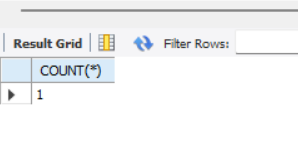 Result Grid Filter Rows:
COUNT(*)
1